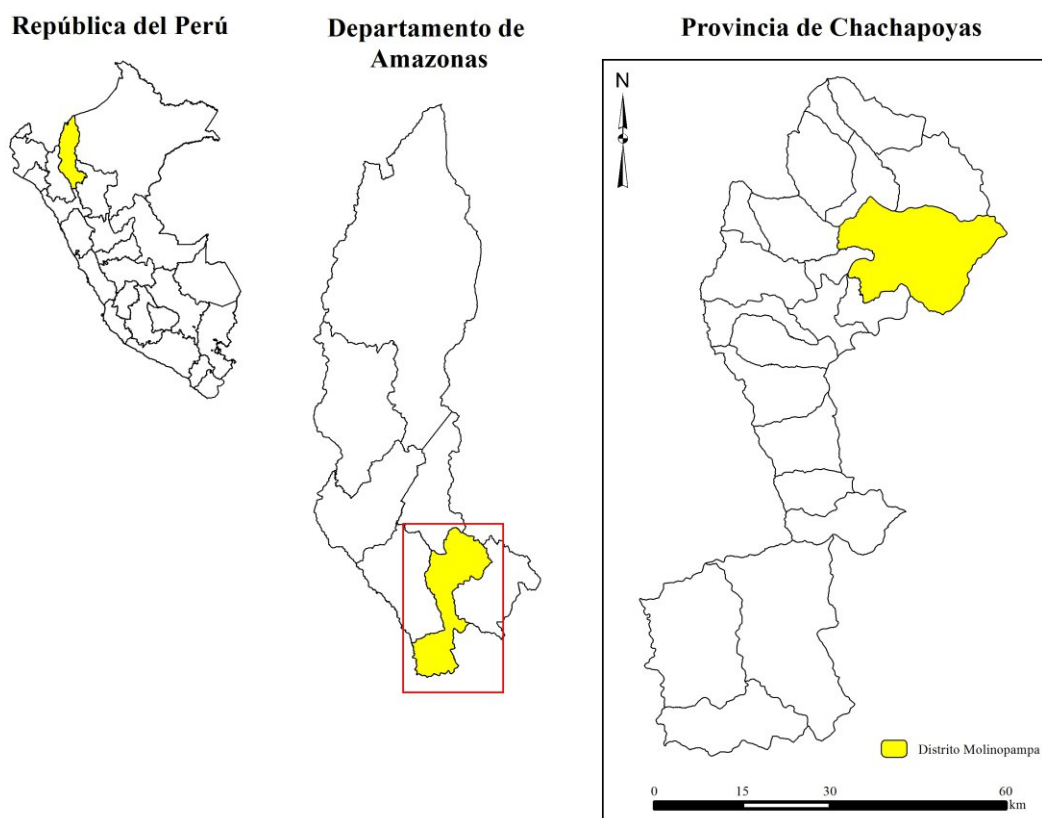 República del Perú
Departamento de
Amazonas
Provincia de Chachapoyas
N
Distrito Molinopampa
0 15 30 60
km